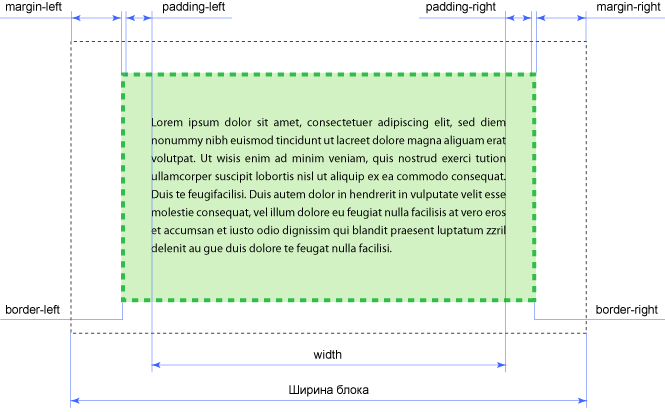 margin-left
padding-left
padding-right
margin-right
Lorem ipsum dolor sit amet, consectetuer adipiscing elit, sed diem
nonummy nibh euismod tincidunt ut lacreet dolore magna aliguam erat
volutpat. Ut wisis enim ad minim veniam, quis nostrud exerci tution
ullamcorper suscipit lobortis nisl ut aliquip ex ea commodo consequat.
Duis te feugifacilisi. Duis autem dolor in hendrerit in vulputate velit esse
molestie consequat, vel illum dolore eu feugiat nulla facilisis at vero eros
et accumsan et iusto odio dignissim qui blandit praesent luptatum zzril
delenit au gue duis dolore te feugat nulla facilisi.
border-left
border-right
width
Ширина блока